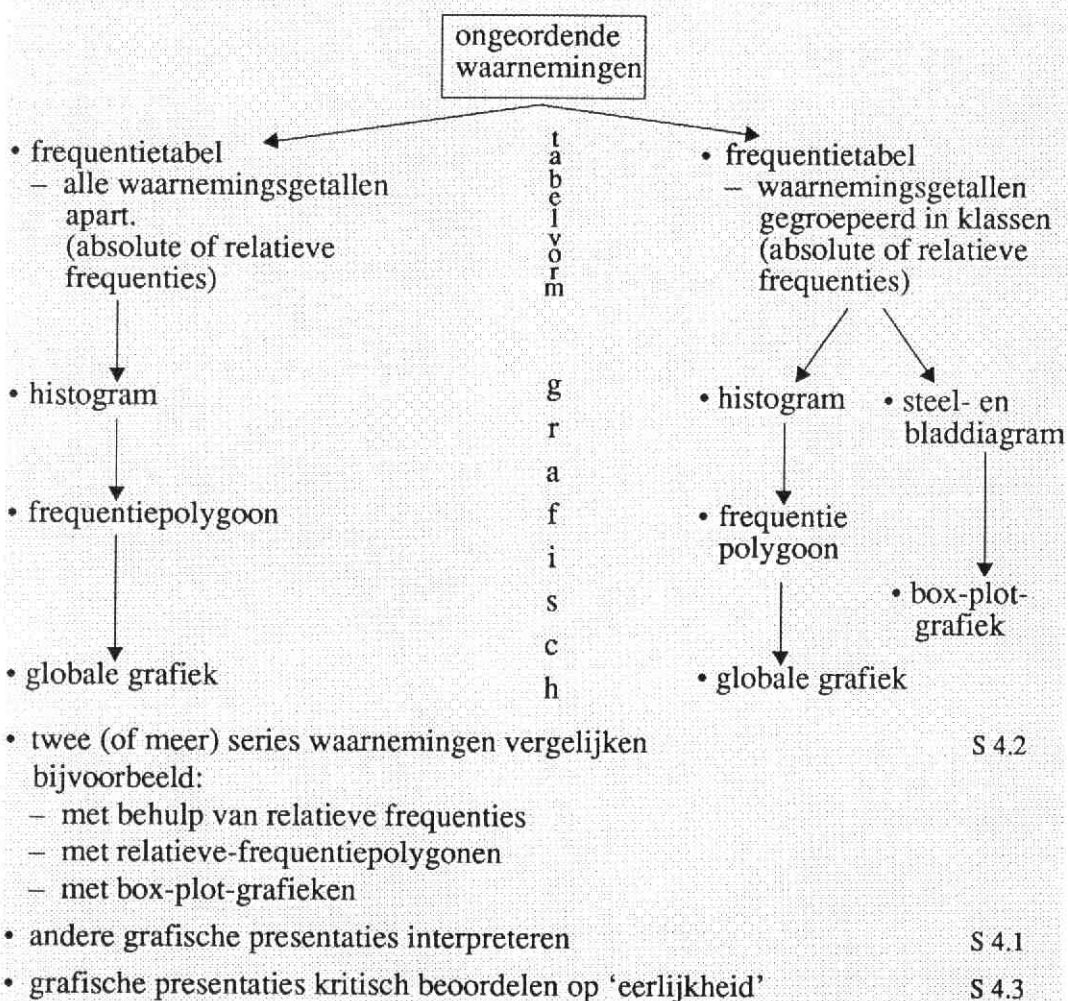 ongeordende
waarnemingen
• frequentietabel
– alle waarnemingsgetallen
apart.
(absolute of relatieve
frequenties)
tabelvorm
• frequentietabel
– waarnemingsgetallen
gegroepeerd in klassen
(absolute of relatieve
frequenties)
• histogram
grafisch
• histogram
• steel- en
bladdiagram
• frequentiepolygoon
• frequentie
polygoon
• box-plot-
grafiek
• globale grafiek
• globale grafiek
• twee (of meer) series waarnemingen vergelijken S 4.2
bijvoorbeeld:
– met behulp van relatieve frequenties
– met relatieve-frequentiepolygonen
– met box-plot-grafieken
• andere grafische presentaties interpreteren S 4.1
• grafische presentaties kritisch beoordelen op ‘eerlijkheid’ S 4.3